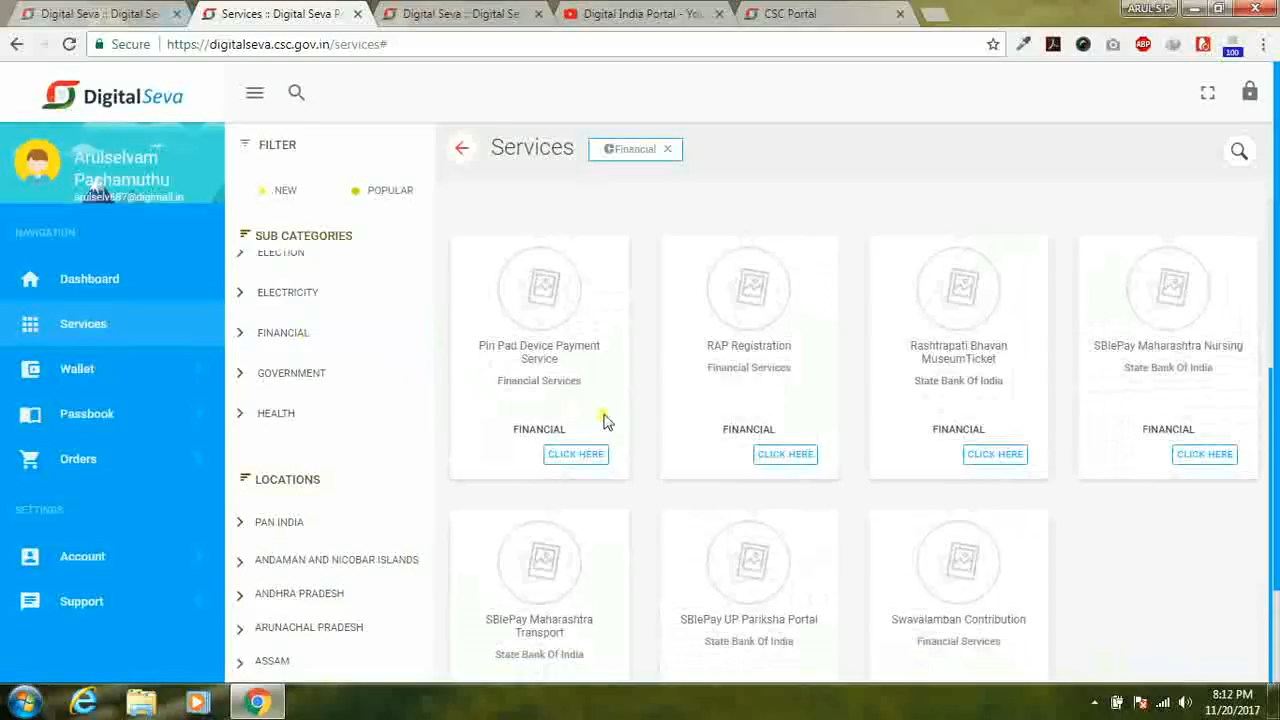 Digital Seva :: Digital Se
Services :: Digital Seva P
Digital Seva :: Digital Se
Digital India Portal - You
CSC Portal
ARUL S P
Secure
https://digitalseva.csc.gov.in/services#
ABP
100
DigitalSeva
Arulselvam
Pachamuthu
NAVIGATION
Dashboard
Services
Wallet
Passbook
Orders
SETTINGS
Account
Support
FILTER
NEW
POPULAR
SUB CATEGORIES
ELECTION
ELECTRICITY
FINANCIAL
GOVERNMENT
HEALTH
LOCATIONS
PAN INDIA
ANDAMAN AND NICOBAR ISLANDS
ANDHRA PRADESH
ARUNACHAL PRADESH
ASSAM
Services
Financial
Pin Pad Device Payment
Service
Financial Services
FINANCIAL
CLICK HERE
RAP Registration
Financial Services
FINANCIAL
CLICK HERE
Rashtrapati Bhavan
MuseumTicket
State Bank Of India
FINANCIAL
CLICK HERE
SBIePay Maharashtra Nursing
State Bank Of India
FINANCIAL
CLICK HERE
SBIePay Maharashtra
Transport
State Bank Of India
SBIePay UP Pariksha Portal
State Bank Of India
Swavalamban Contribution
Financial Services
8:12 PM
11/20/2017